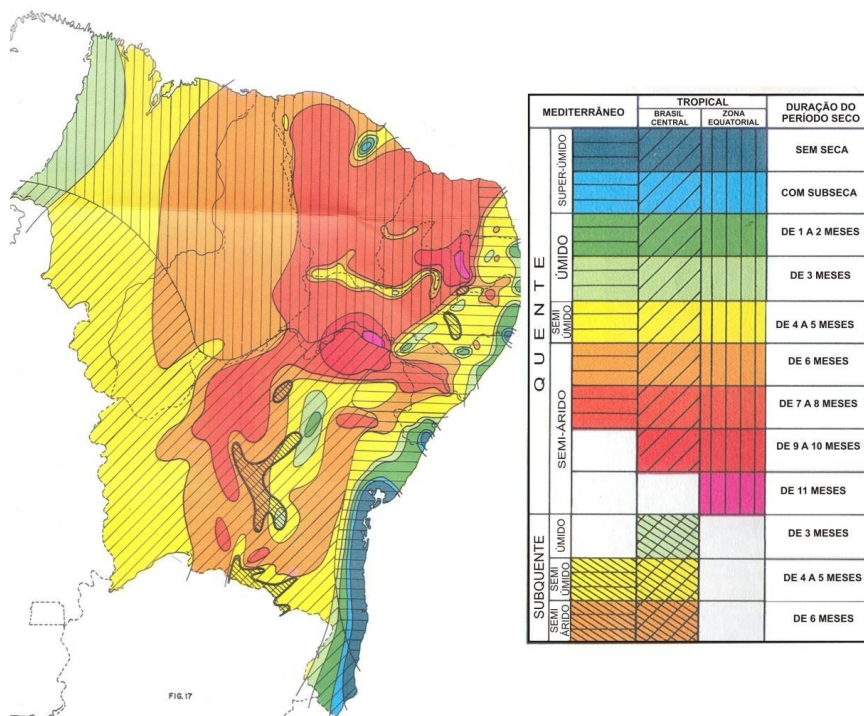 MEDITERRÂNEO
TROPICAL
BRASIL
CENTRAL
ZONA
EQUATORIAL
DURAÇÃO DO
PERÍODO SECO
QUENTE
SUPER-ÚMIDO
SEM SECA
COM SUBSECA
ÚMIDO
DE 1 A 2 MESES
DE 3 MESES
SEMI
ÚMIDO
DE 4 A 5 MESES
SEMI-ÁRIDO
DE 6 MESES
DE 7 A 8 MESES
DE 9 A 10 MESES
DE 11 MESES
SUBQUENTE
ÚMIDO
DE 3 MESES
SEMI
ÚMIDO
DE 4 A 5 MESES
SEMI
ÁRIDO
DE 6 MESES
FIG.17